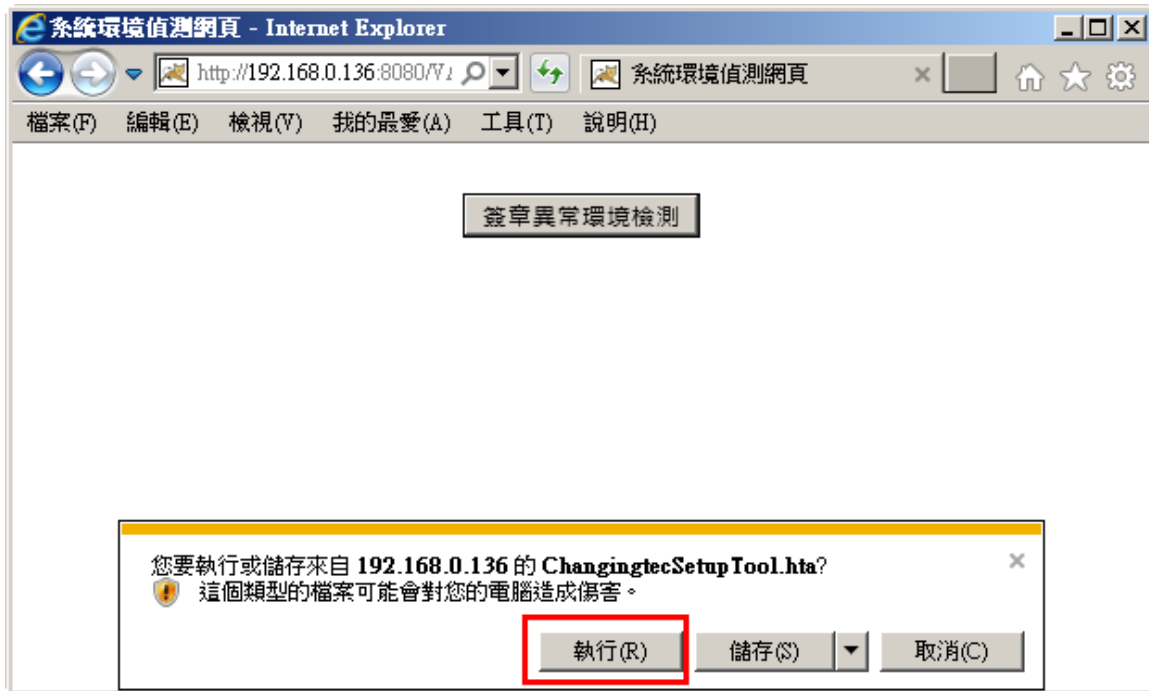 系統環境偵測網頁 - Internet Explorer
http://192.168.0.136:8080/V 系統環境偵測網頁
檔案(F) 編輯(E) 檢視(V) 我的最愛(A) 工具(T) 說明(H)
簽章異常環境檢測
您要執行或儲存來自 192.168.0.136 的 ChangingtecSetupTool.hta?
這個類型的檔案可能會對您的電腦造成傷害。
執行(R) 儲存(S) 取消(C)